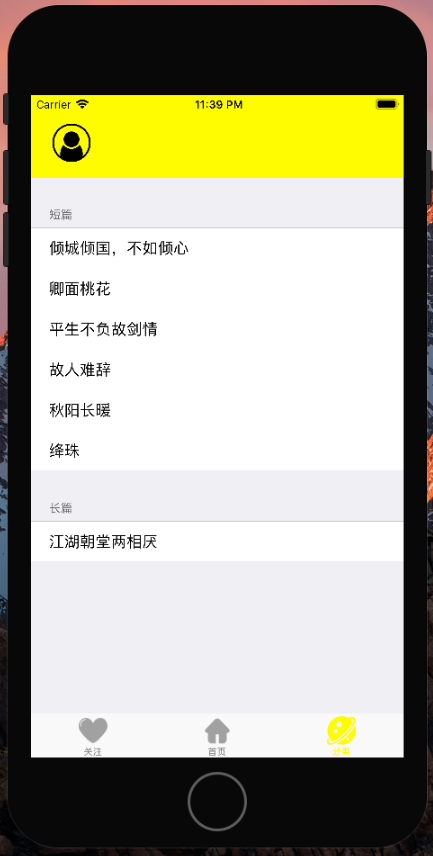 Carrier 11:39 PM
短篇
倾城倾国，不如倾心
卿面桃花
平生不负故剑情
故人难辞
秋阳长暖
绛珠
长篇
江湖朝堂两相厌
关注 首页 分类